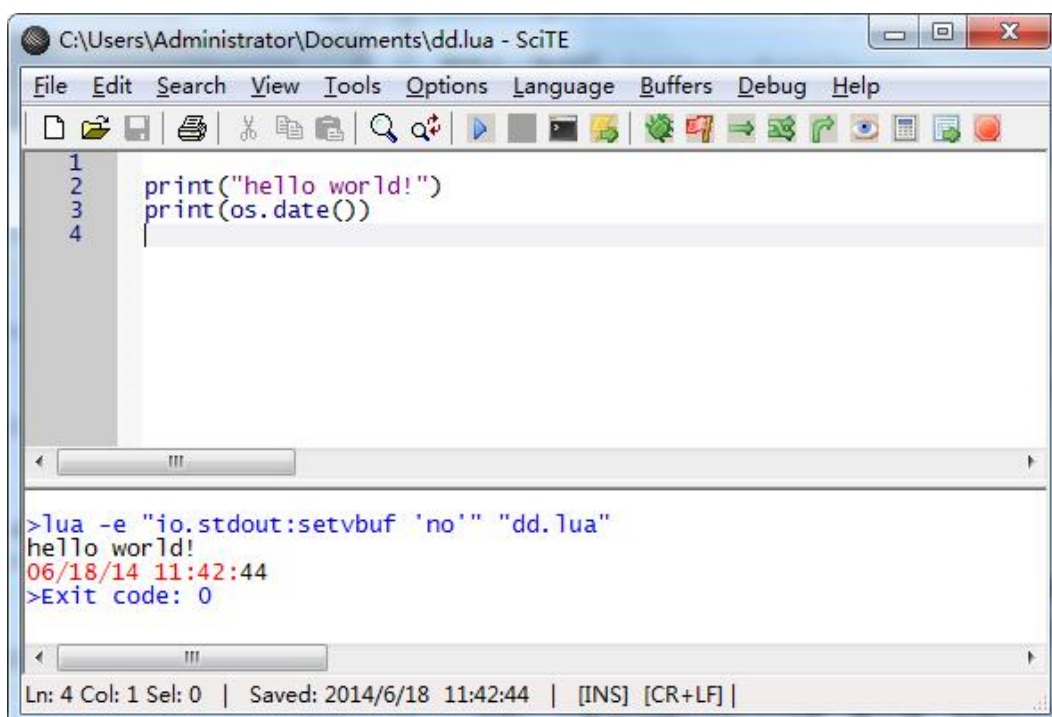 C:\Users\Administrator\Documents\dd.lua - SciTE
File Edit Search View Tools Options Language Buffers Debug Help
1
2 print("hello world!")
3 print(os.date())
4
>lua -e "io.stdout:setvbuf 'no'" "dd.lua"
hello world!
06/18/14 11:42:44
>Exit code: 0
Ln: 4 Col: 1 Sel: 0 | Saved: 2014/6/18 11:42:44 | [INS] [CR+LF] |